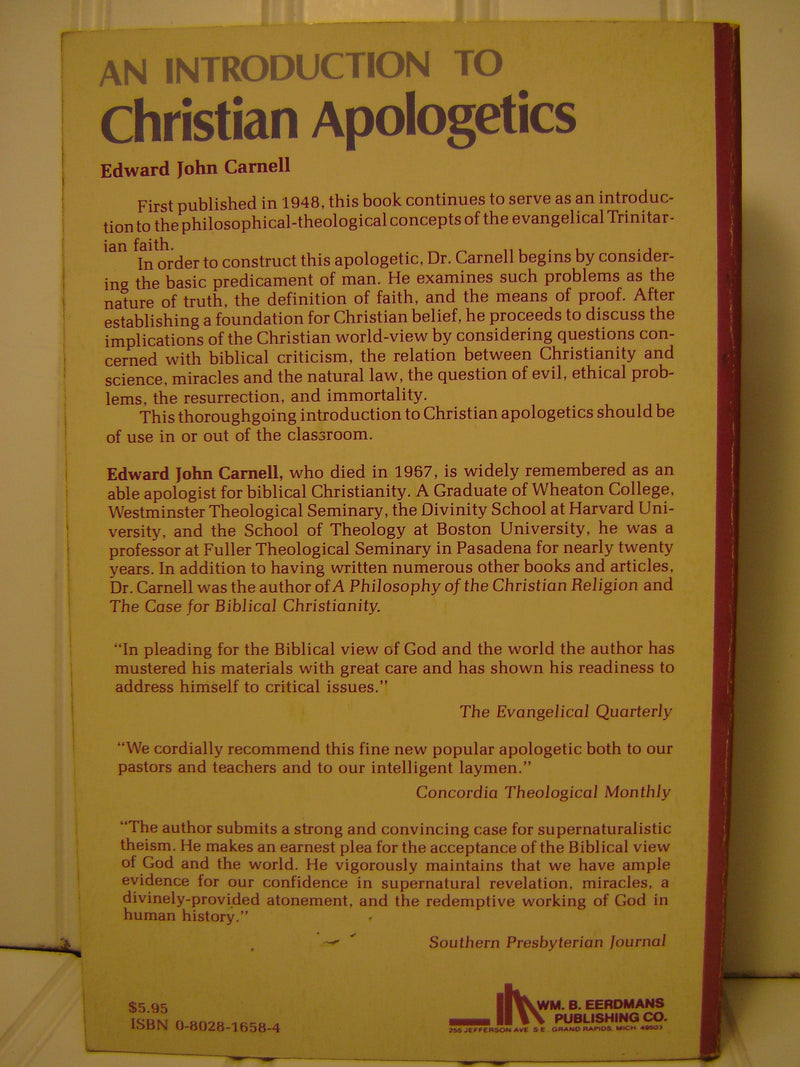 AN INTRODUCTION TO
Christian Apologetics
Edward John Carnell
First published in 1948, this book continues to serve as an introduc-
tion to the philosophical-theological concepts of the evangelical Trinitar-
ian faith.
In order to construct this apologetic, Dr. Carnell begins by consider-
ing the basic predicament of man. He examines such problems as the
nature of truth, the definition of faith, and the means of proof. After
establishing a foundation for Christian belief, he proceeds to discuss the
implications of the Christian world-view by considering questions con-
cerned with biblical criticism, the relation between Christianity and
science, miracles and the natural law, the question of evil, ethical prob-
lems, the resurrection, and immortality.
This thoroughgoing introduction to Christian apologetics should be
of use in or out of the classroom.
Edward John Carnell, who died in 1967, is widely remembered as an
able apologist for biblical Christianity. A Graduate of Wheaton College,
Westminster Theological Seminary, the Divinity School at Harvard Uni-
versity, and the School of Theology at Boston University, he was a
professor at Fuller Theological Seminary in Pasadena for nearly twenty
years. In addition to having written numerous other books and articles,
Dr. Carnell was the author of A Philosophy of the Christian Religion and
The Case for Biblical Christianity.
“In pleading for the Biblical view of God and the world the author has
mustered his materials with great care and has shown his readiness to
address himself to critical issues.”
The Evangelical Quarterly
“We cordially recommend this fine new popular apologetic both to our
pastors and teachers and to our intelligent laymen.”
Concordia Theological Monthly
“The author submits a strong and convincing case for supernaturalistic
theism. He makes an earnest plea for the acceptance of the Biblical view
of God and the world. He vigorously maintains that we have ample
evidence for our confidence in supernatural revelation, miracles, a
divinely-provided atonement, and the redemptive working of God in
human history.”
Southern Presbyterian Journal
$5.95
ISBN 0-8028-1658-4
WM. B. EERDMANS
PUBLISHING CO.
255 JEFFERSON AVE. S.E. GRAND RAPIDS, MICH. 49503